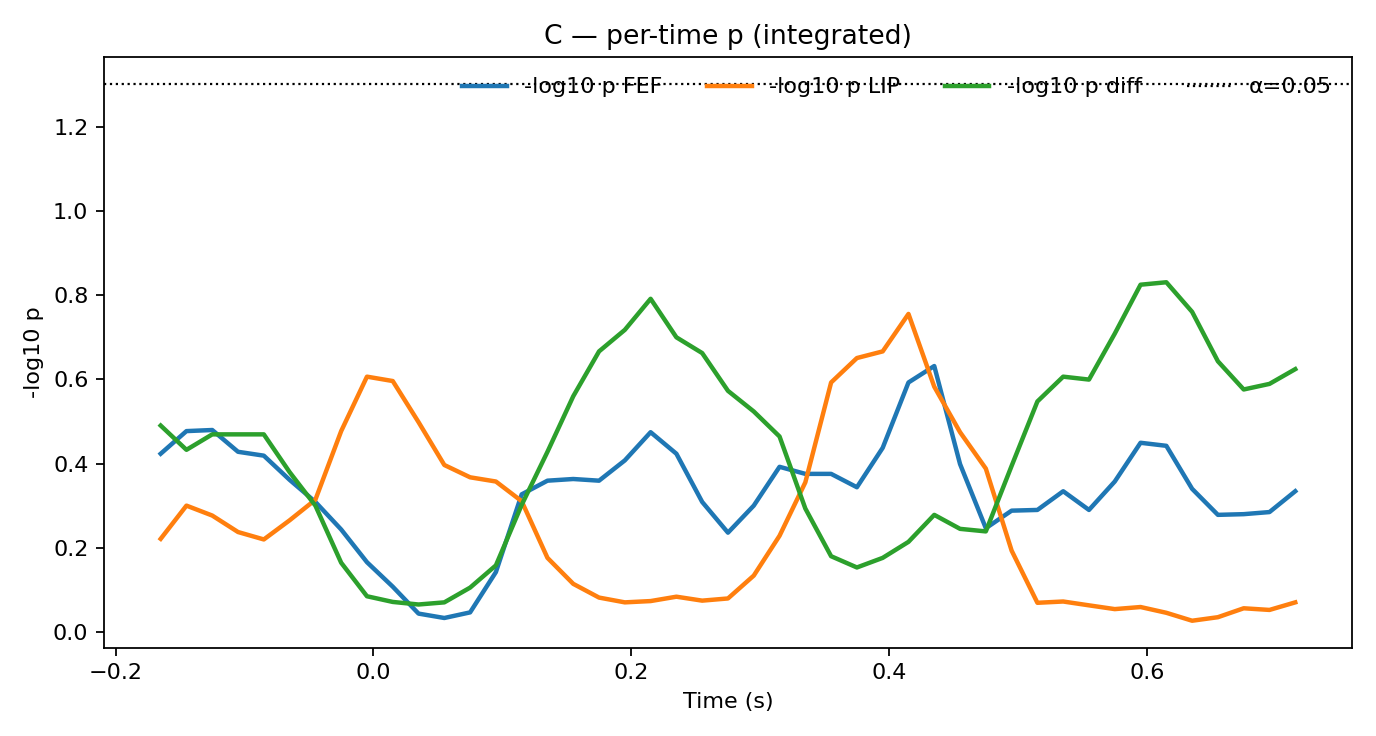 C — per-time p (integrated)
-log10 p FEF -log10 p LIP -log10 p diff α=0.05
1.2
1.0
0.8
0.6
0.4
0.2
0.0
-log10 p
−0.2 0.0 0.2 0.4 0.6
Time (s)